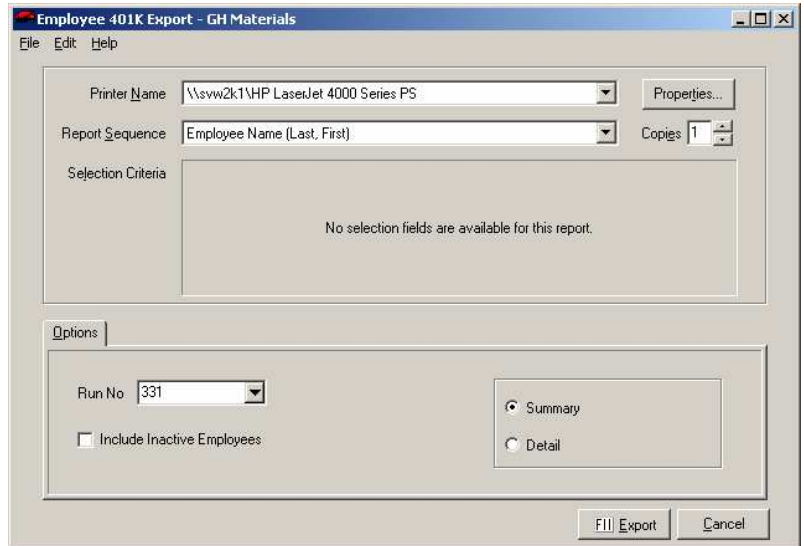 Employee 401K Export - GH Materials
File Edit Help
Printer Name \\svw2k1\HP LaserJet 4000 Series PS Properties...
Report Sequence Employee Name (Last, First) Copies 1
Selection Criteria
No selection fields are available for this report.
Options
Run No 331
Summary
Include Inactive Employees
Detail
Export Cancel